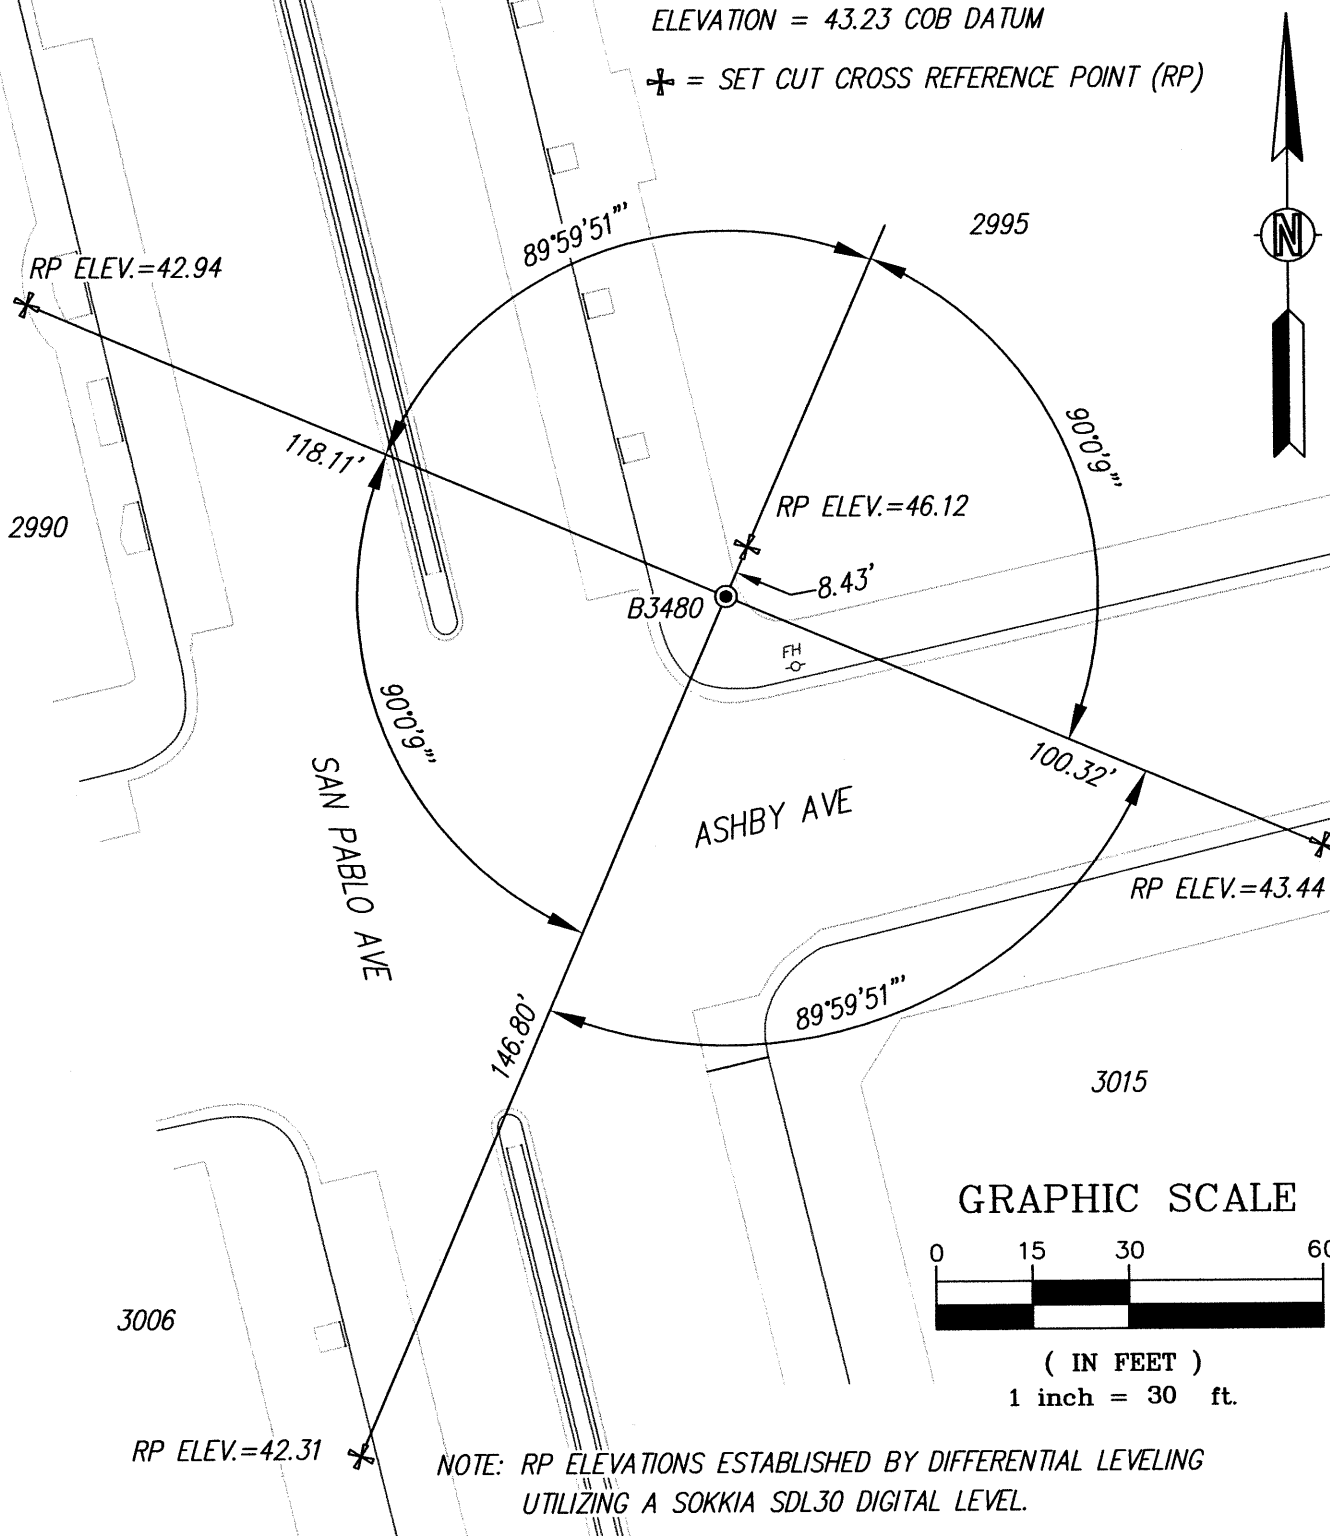 ELEVATION = 43.23 COB DATUM
= SET CUT CROSS REFERENCE POINT (RP)
N
2995
89°59'51"'
RP ELEV.=42.94
118.11'
90°0'9"'
2990
RP ELEV.=46.12
8.43'
B3480
FH
90°0'9"'
100.32'
SAN PABLO AVE
ASHBY AVE
RP ELEV.=43.44
146.80'
89°59'51"'
3015
GRAPHIC SCALE
0 15 30 60
( IN FEET )
1 inch = 30 ft.
3006
RP ELEV.=42.31
NOTE: RP ELEVATIONS ESTABLISHED BY DIFFERENTIAL LEVELING
UTILIZING A SOKKIA SDL30 DIGITAL LEVEL.